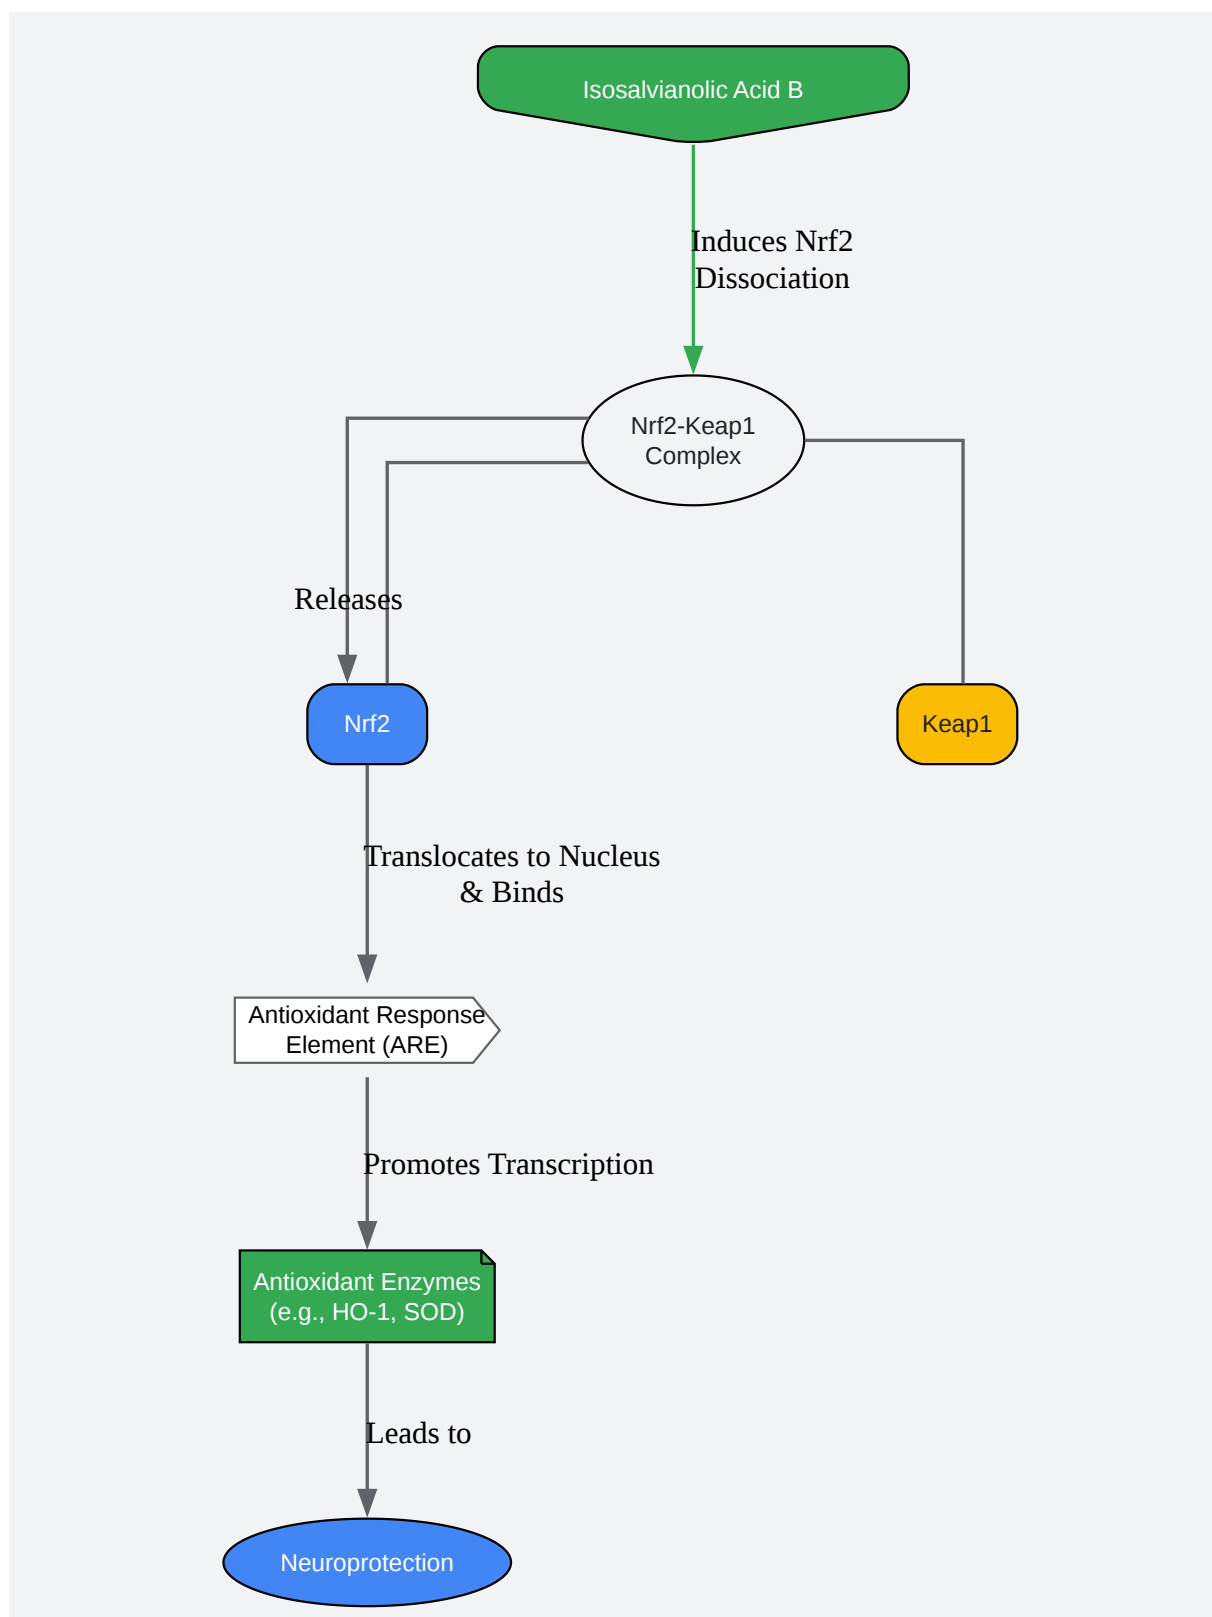 Isosalvianolic Acid B
Induces Nrf2
Dissociation
Nrf2-Keap1
Complex
Releases
Nrf2
Keap1
Translocates to Nucleus
& Binds
Antioxidant Response
Element (ARE)
Promotes Transcription
Antioxidant Enzymes
(e.g., HO-1, SOD)
Leads to
Neuroprotection